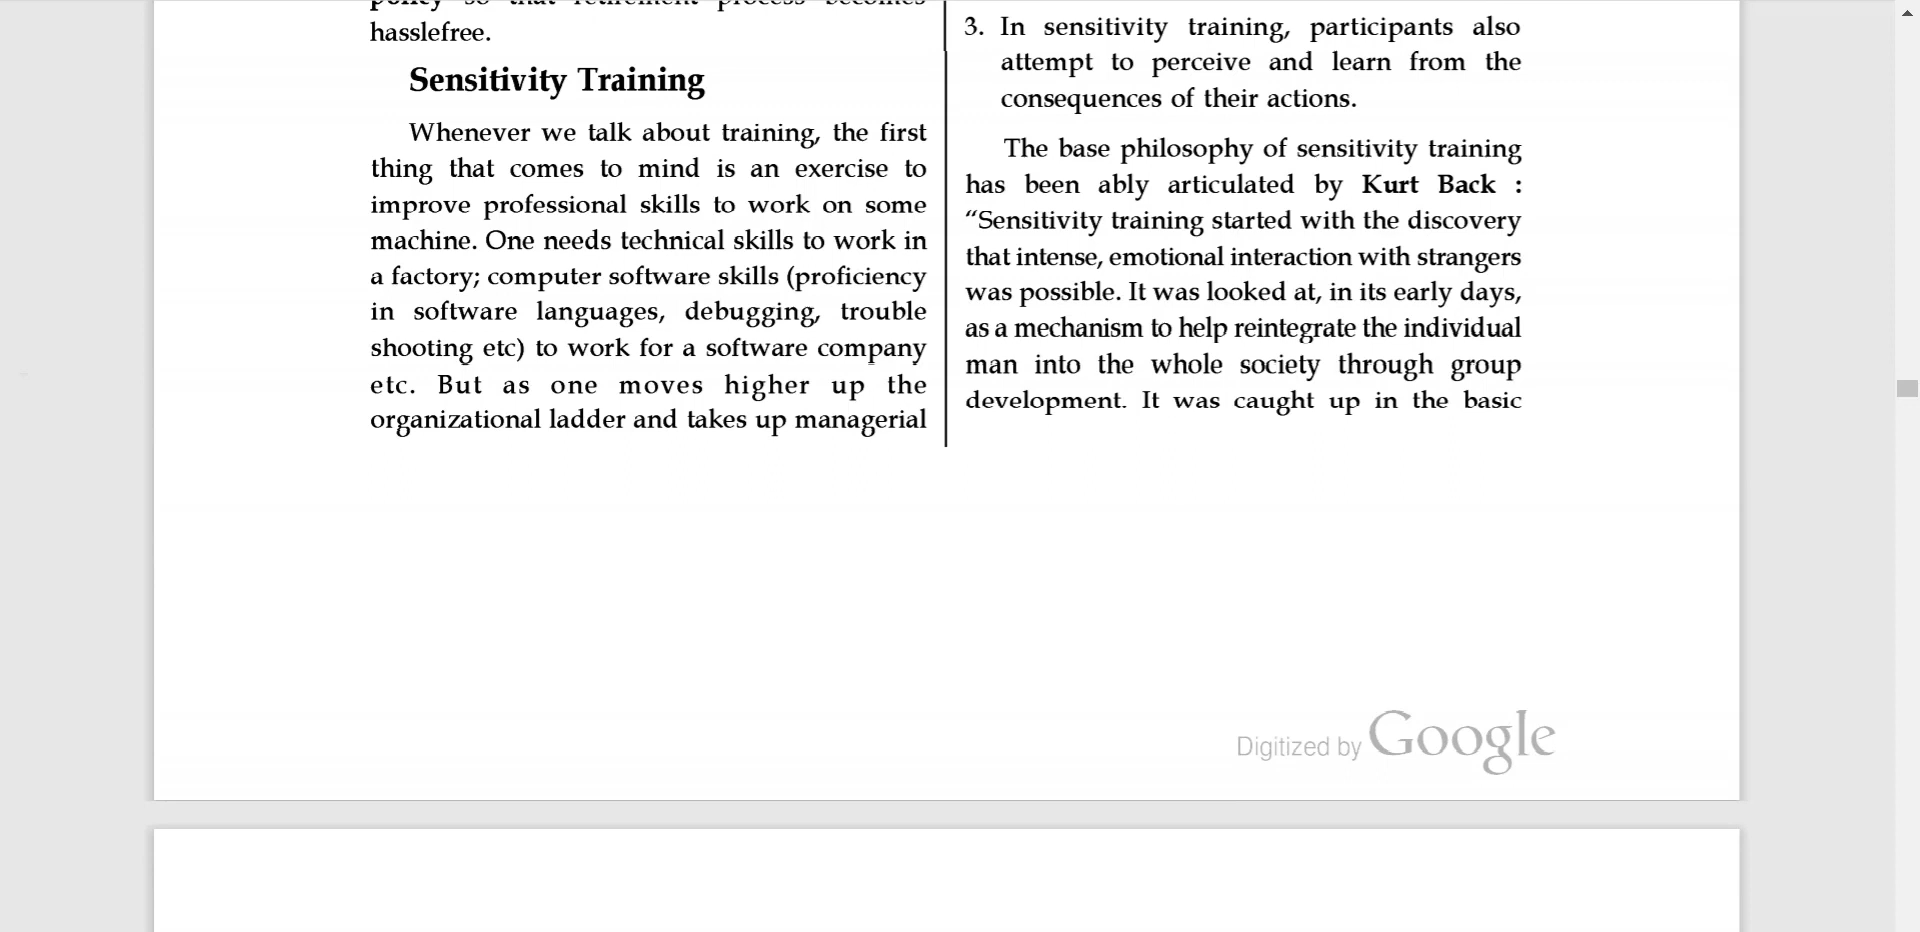 policy so that retirement process becomes
hasslefree.
Sensitivity Training
Whenever we talk about training, the first
thing that comes to mind is an exercise to
improve professional skills to work on some
machine. One needs technical skills to work in
a factory; computer software skills (proficiency
in software languages, debugging, trouble
shooting etc) to work for a software company
etc. But as one moves higher up the
organizational ladder and takes up managerial
3. In sensitivity training, participants also
attempt to perceive and learn from the
consequences of their actions.
The base philosophy of sensitivity training
has been ably articulated by Kurt Back :
“Sensitivity training started with the discovery
that intense, emotional interaction with strangers
was possible. It was looked at, in its early days,
as a mechanism to help reintegrate the individual
man into the whole society through group
development. It was caught up in the basic
Digitized by Google